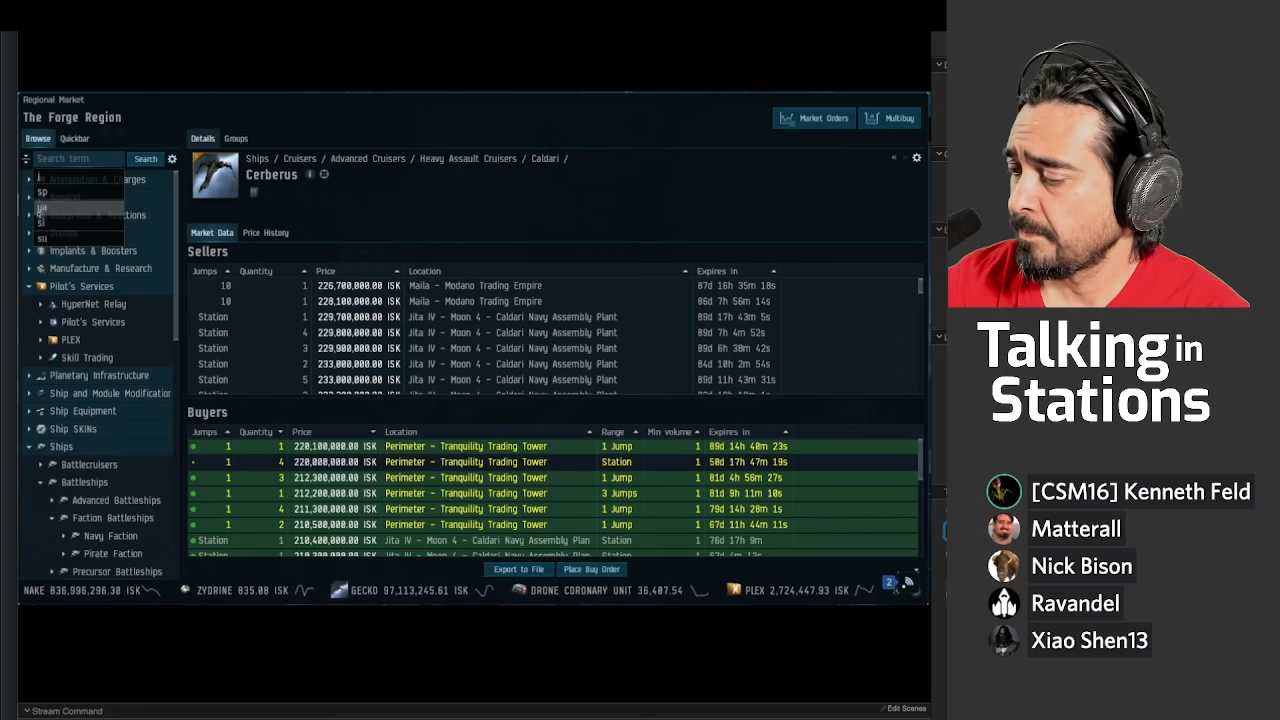 Regional Market
The Forge Region
Market Orders
Multibuy
Browse
Quickbar
Search term
Search
j
sp
ya
si
su
Implants & Boosters
Manufacture & Research
Pilot's Services
HyperNet Relay
Pilot's Services
PLEX
Skill Trading
Planetary Infrastructure
Ship and Module Modification
Ship Equipment
Ship SKINs
Ships
Battlecruisers
Battleships
Advanced Battleships
Faction Battleships
Navy Faction
Pirate Faction
Precursor Battleships
Details Groups
Ships / Cruisers / Advanced Cruisers / Heavy Assault Cruisers / Caldari /
Cerberus
Market Data Price History
Sellers
Jumps Quantity Price Location Expires in
10 1 226,700,000.00 ISK Maila - Modano Trading Empire 87d 16h 35m 18s
10 1 228,100,000.00 ISK Maila - Modano Trading Empire 86d 7h 56m 14s
Station 1 229,700,000.00 ISK Jita IV - Moon 4 - Caldari Navy Assembly Plant 89d 17h 43m 5s
Station 4 229,800,000.00 ISK Jita IV - Moon 4 - Caldari Navy Assembly Plant 89d 7h 4m 52s
Station 3 229,900,000.00 ISK Jita IV - Moon 4 - Caldari Navy Assembly Plant 89d 6h 38m 42s
Station 2 233,000,000.00 ISK Jita IV - Moon 4 - Caldari Navy Assembly Plant 84d 10h 2m 54s
Station 5 233,000,000.00 ISK Jita IV - Moon 4 - Caldari Navy Assembly Plant 89d 11h 43m 31s
Buyers
Jumps Quantity Price Location Range Min volume Expires in
1 1 220,100,000.00 ISK Perimeter - Tranquility Trading Tower 1 Jump 1 89d 14h 40m 23s
1 4 220,000,000.00 ISK Perimeter - Tranquility Trading Tower Station 1 50d 17h 47m 19s
1 3 212,300,000.00 ISK Perimeter - Tranquility Trading Tower 1 Jump 1 81d 4h 56m 27s
1 1 212,200,000.00 ISK Perimeter - Tranquility Trading Tower 3 Jumps 1 81d 9h 11m 10s
1 4 211,300,000.00 ISK Perimeter - Tranquility Trading Tower 1 Jump 1 79d 14h 28m 1s
1 2 210,500,000.00 ISK Perimeter - Tranquility Trading Tower 1 Jump 1 67d 11h 44m 11s
Station 1 210,400,000.00 ISK Jita IV - Moon 4 - Caldari Navy Assembly Plan Station 1 76d 17h 9m
Export to File Place Buy Order
NAKE 836,996,296.30 ISK ZYDRINE 835.08 ISK GECKO 97,113,245.61 ISK DRONE CORONARY UNIT 36,407.54 PLEX 2,724,447.93 ISK
2
Stream Command
Edit Scenes
Talking in
Stations
[CSM16] Kenneth Feld
Matterall
Nick Bison
Ravandel
Xiao Shen13